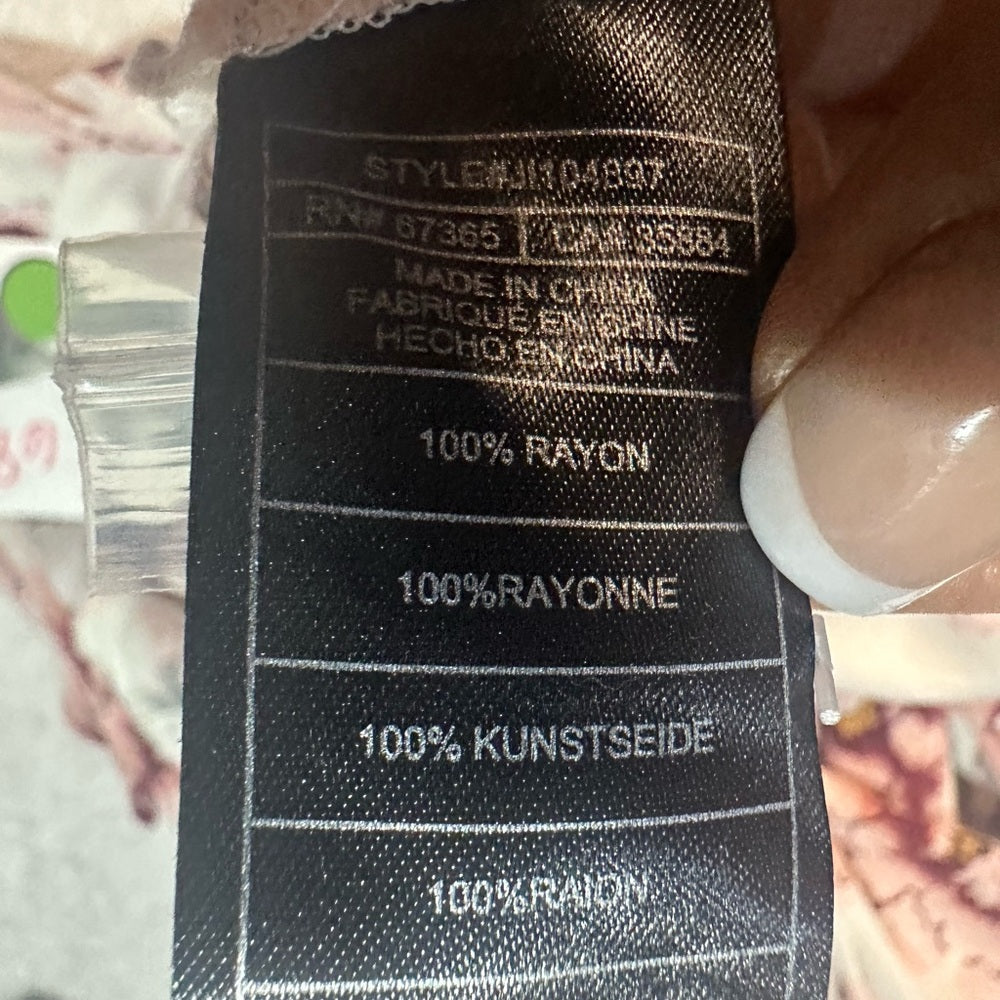 RN# 67365
MADE IN CHINA
FABRIQUE EN CHINE
HECHO EN CHINA
100% RAYON
100%RAYONNE
100% KUNSTSEIDE
100%RAION